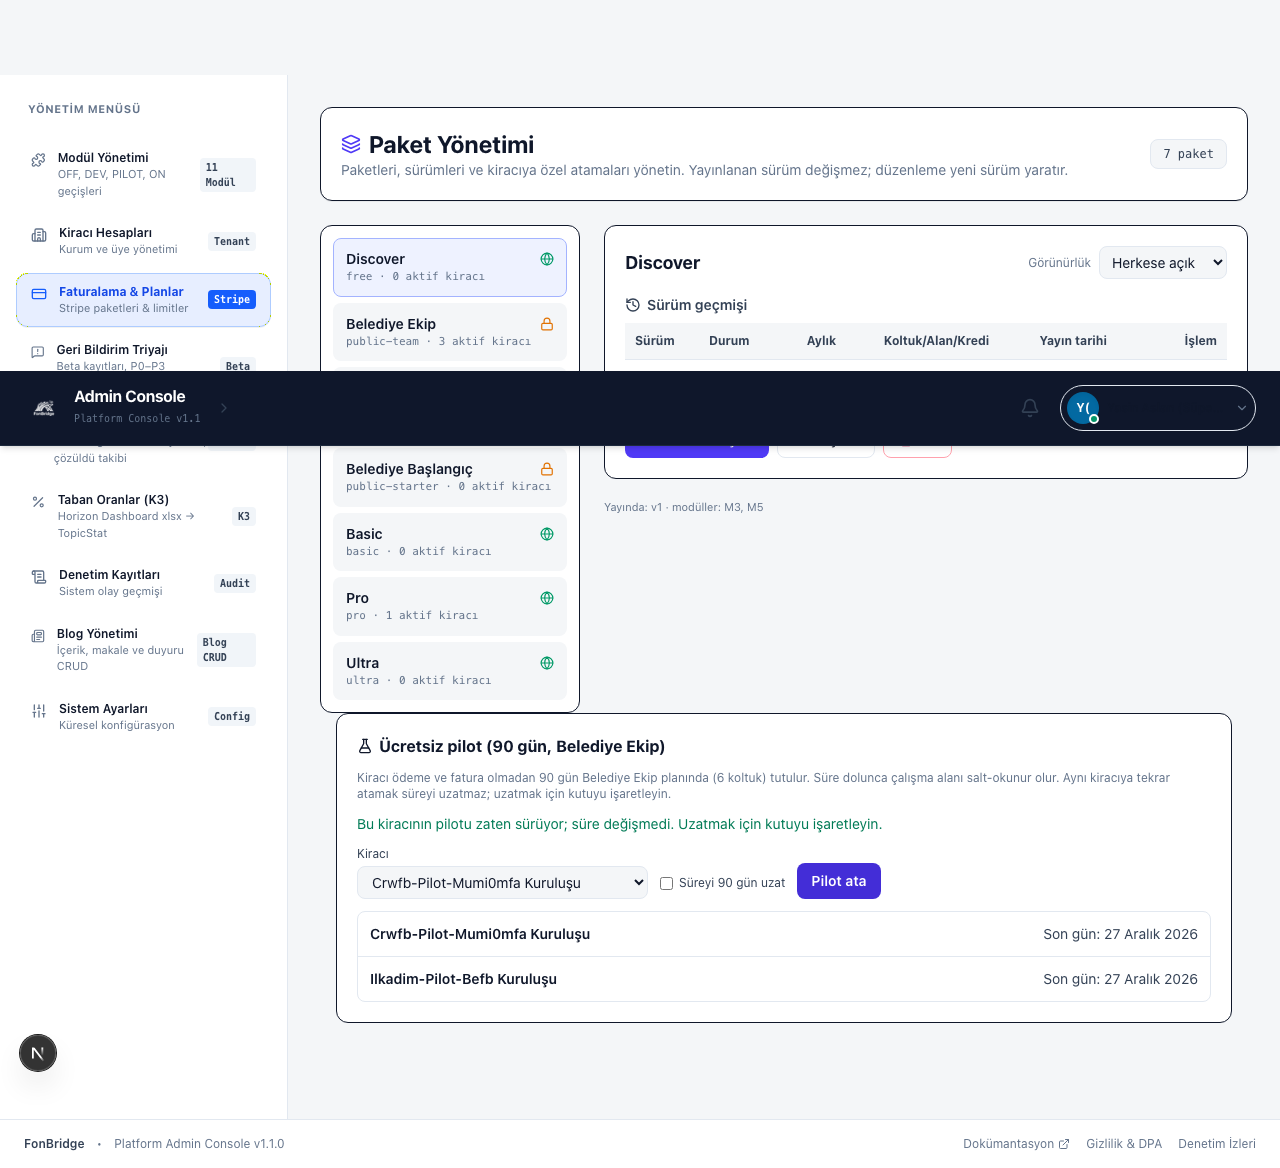 YÖNETİM MENÜSÜ
Modül Yönetimi
OFF, DEV, PILOT, ON
geçişleri
11
Modül
Kiracı Hesapları
Kurum ve üye yönetimi
Tenant
Faturalama & Planlar
Stripe paketleri & limitler
Stripe
Geri Bildirim Triyajı
Beta kayıtları, P0–P3
Beta
Admin Console
Platform Console v1.1
Y(
çözüldü takibi
Taban Oranlar (K3)
Horizon Dashboard xlsx →
TopicStat
K3
Denetim Kayıtları
Sistem olay geçmişi
Audit
Blog Yönetimi
İçerik, makale ve duyuru
CRUD
Blog
CRUD
Sistem Ayarları
Küresel konfigürasyon
Config
Paket Yönetimi
Paketleri, sürümleri ve kiracıya özel atamaları yönetin. Yayınlanan sürüm değişmez; düzenleme yeni sürüm yaratır.
7 paket
Discover
free · 0 aktif kiracı
Belediye Ekip
public-team · 3 aktif kiracı
Belediye Başlangıç
public-starter · 0 aktif kiracı
Basic
basic · 0 aktif kiracı
Pro
pro · 1 aktif kiracı
Ultra
ultra · 0 aktif kiracı
Discover
Görünürlük
Herkese açık
Sürüm geçmişi
Sürüm Durum Aylık Koltuk/Alan/Kredi Yayın tarihi İşlem
Yayında: v1 · modüller: M3, M5
Ücretsiz pilot (90 gün, Belediye Ekip)
Kiracı ödeme ve fatura olmadan 90 gün Belediye Ekip planında (6 koltuk) tutulur. Süre dolunca çalışma alanı salt-okunur olur. Aynı kiracıya tekrar
atamak süreyi uzatmaz; uzatmak için kutuyu işaretleyin.
Bu kiracının pilotu zaten sürüyor; süre değişmedi. Uzatmak için kutuyu işaretleyin.
Kiracı
Crwfb-Pilot-Mumi0mfa Kuruluşu
Süreyi 90 gün uzat
Pilot ata
Crwfb-Pilot-Mumi0mfa Kuruluşu
Son gün: 27 Aralık 2026
Ilkadim-Pilot-Befb Kuruluşu
Son gün: 27 Aralık 2026
FonBridge • Platform Admin Console v1.1.0
Dokümantasyon
Gizlilik & DPA
Denetim İzleri